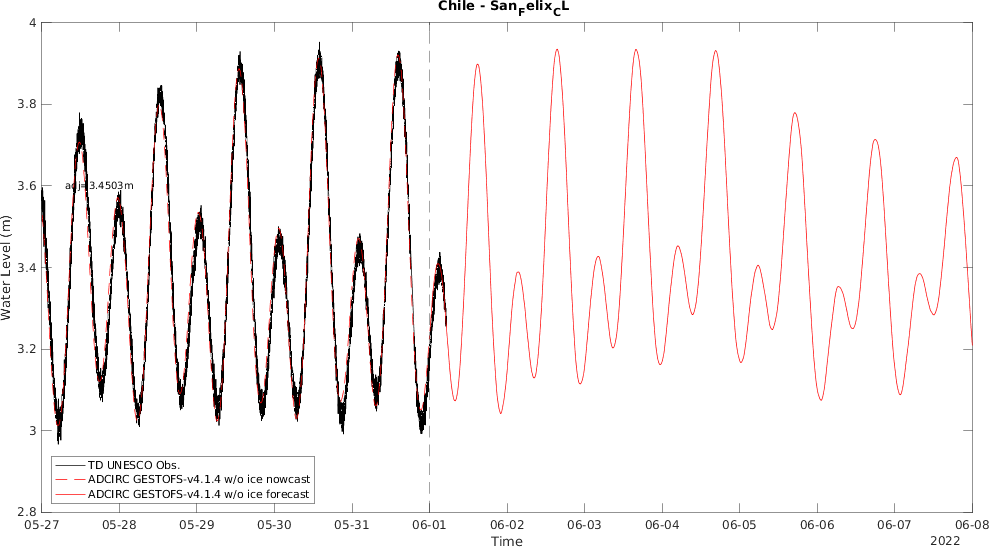 Chile - San_Felix_CL
4
3.8
3.6
3.4
3.2
3
2.8
Water Level (m)
adj=3.4503m
TD UNESCO Obs.
ADCIRC GESTOFS-v4.1.4 w/o ice nowcast
ADCIRC GESTOFS-v4.1.4 w/o ice forecast
05-27 05-28 05-29 05-30 05-31 06-01 06-02 06-03 06-04 06-05 06-06 06-07 06-08
Time
2022